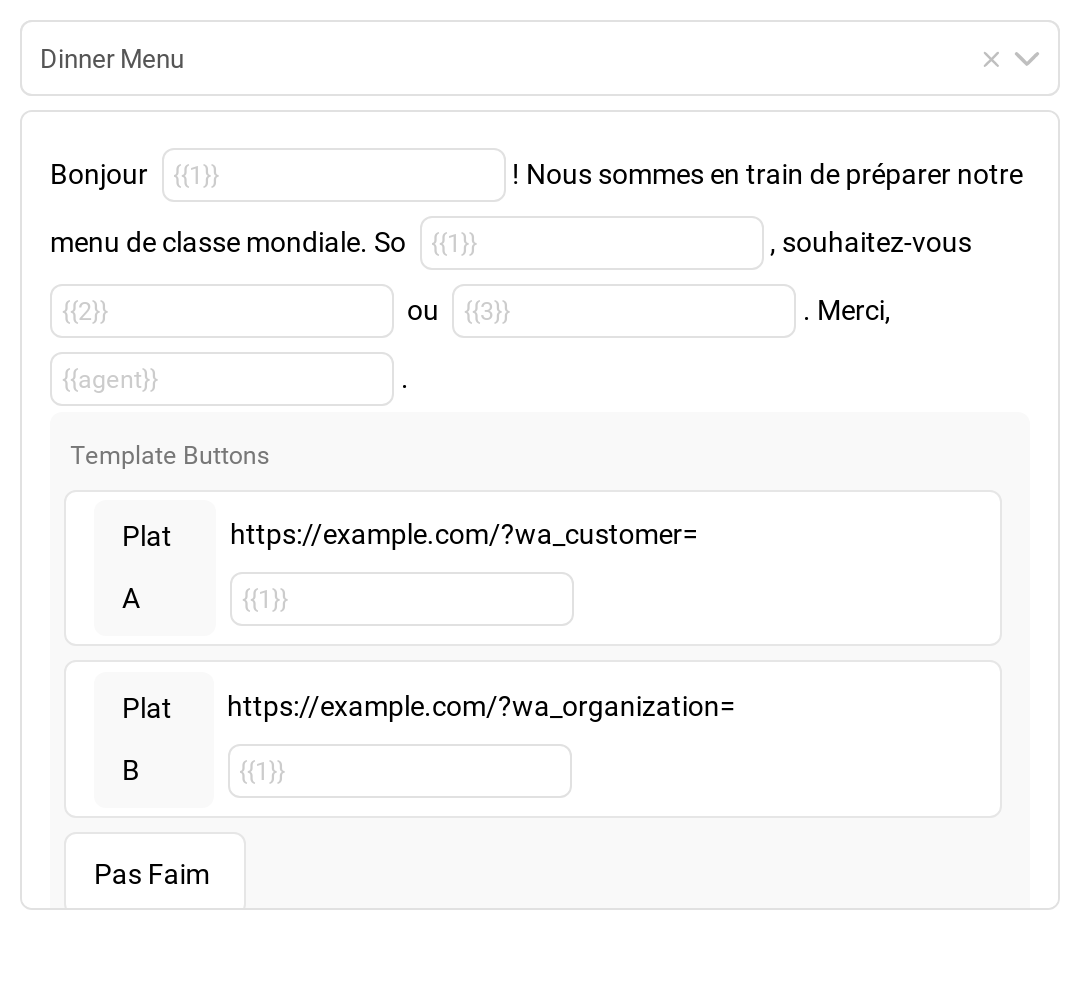 Dinner Menu
Bonjour {{1}} ! Nous sommes en train de préparer notre
menu de classe mondiale. So {{1}} , souhaitez-vous
{{2}} ou {{3}} . Merci,
{{agent}} .
Template Buttons
Plat A
https://example.com/?wa_customer=
{{1}}
Plat B
https://example.com/?wa_organization=
{{1}}
Pas Faim